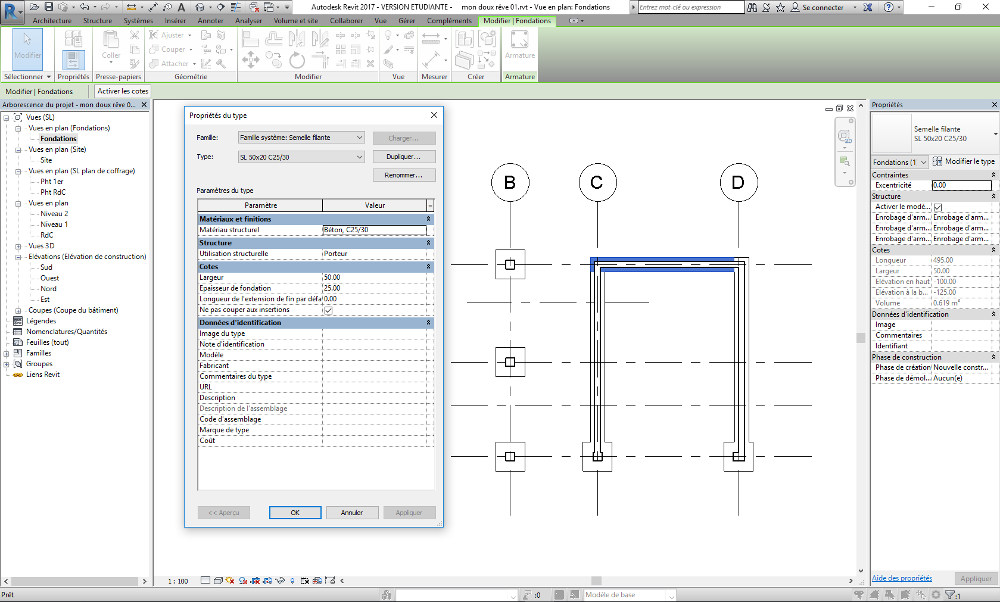 Autodesk Revit 2017 - VERSION ETUDIANTE -     mon doux rêve 01.rvt - Vue en plan: Fondations
Entrez mot-clé ou expression
Se connecter
Architecture Structure Systèmes Insérer Annoter Analyser Volume et site Collaborer Vue Gérer Compléments Modifier | Fondations
Modifier
Coller
Ajuster
Couper
Attacher
Armature
Sélectionner Propriétés Presse-papiers Géométrie Modifier Vue Mesurer Créer Armature
Modifier | Fondations
Activer les cotes
Arborescence du projet - mon doux rêve 0...
Vues (SL)
Vues en plan (Fondations)
Fondations
Vues en plan (Site)
Site
Vues en plan (SL plan de coffrage)
Pht 1er
Pht RdC
Vues en plan
Niveau 2
Niveau 1
RdC
Vues 3D
Elévations (Elévation de construction)
Sud
Ouest
Nord
Est
Coupes (Coupe du bâtiment)
Légendes
Nomenclatures/Quantités
Feuilles (tout)
Familles
Groupes
Liens Revit
Propriétés du type
Famille: Famille système: Semelle filante Charger...
Type: SL 50x20 C25/30 Dupliquer...
Renommer...
Paramètres du type
Paramètre Valeur =
Matériaux et finitions
Matériau structurel Béton, C25/30
Structure
Utilisation structurelle Porteur
Cotes
Largeur 50.00
Epaisseur de fondation 25.00
Longueur de l'extension de fin par défa 0.00
Ne pas couper aux insertions
Données d'identification
Image du type
Note d'identification
Modèle
Fabricant
Commentaires du type
URL
Description
Description de l'assemblage
Code d'assemblage
Marque de type
Coût
<< Aperçu OK Annuler Appliquer
B C D
2D
Propriétés
Semelle filante
SL 50x20 C25/30
Fondations (1) Modifier le type
Contraintes
Excentricité 0.00
Structure
Activer le modè...
Enrobage d'arm... Enrobage d'arm...
Enrobage d'arm... Enrobage d'arm...
Enrobage d'arm... Enrobage d'arm...
Cotes
Longueur 495.00
Largeur 50.00
Elévation en haut -100.00
Elévation à la b... -125.00
Volume 0.619 m³
Données d'identification
Image
Commentaires
Identifiant
Phase de construction
Phase de création Nouvelle constr...
Phase de démol... Aucun(e)
Aide des propriétés Appliquer
1 : 100
Prêt
:0
Modèle de base
:1